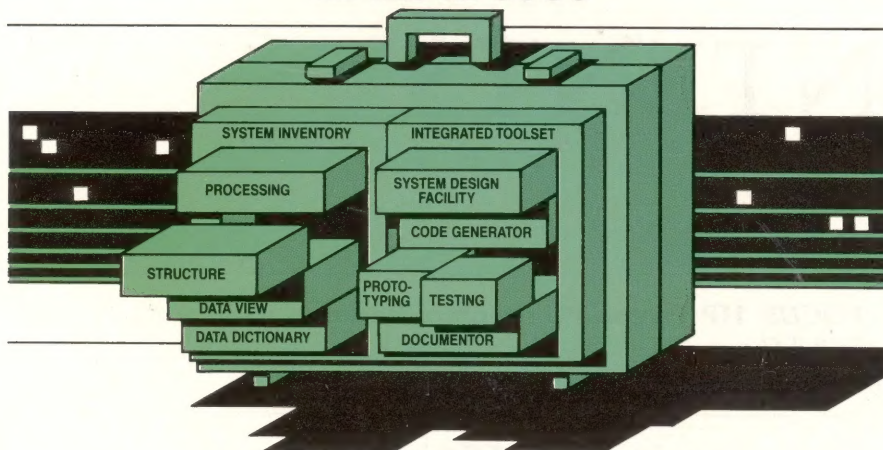 SYSTEM INVENTORY
PROCESSING
STRUCTURE
DATA VIEW
DATA DICTIONARY
INTEGRATED TOOLSET
SYSTEM DESIGN
FACILITY
CODE GENERATOR
PROTO-
TYPING
TESTING
DOCUMENTOR